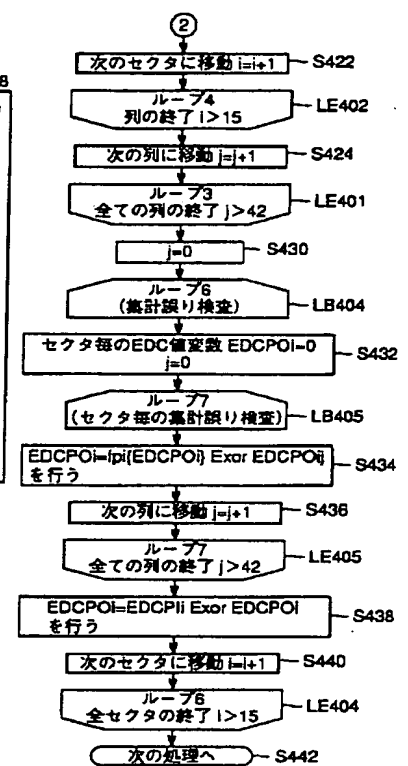 2
次のセクタに移動 i=i+1
S422
8
ループ4
列の終了 i>15
LE402
次の列に移動 j=j+1
S424
ループ3
全ての列の終了 j>42
LE401
j=0
S430
ループ6
(集計誤り検査)
LB404
セクタ毎のEDC値変数 EDCPOi=0
j=0
S432
ループ7
(セクタ毎の集計誤り検査)
LB405
EDCPOi=fpi{EDCPOi} Exor EDCPOij
を行う
S434
次の列に移動 j=j+1
S436
ループ7
全ての列の終了 j>42
LE405
EDCPOi=EDCPIi Exor EDCPOi
を行う
S438
次のセクタに移動 i=i+1
S440
ループ6
全セクタの終了 i>15
LE404
次の処理へ
S442